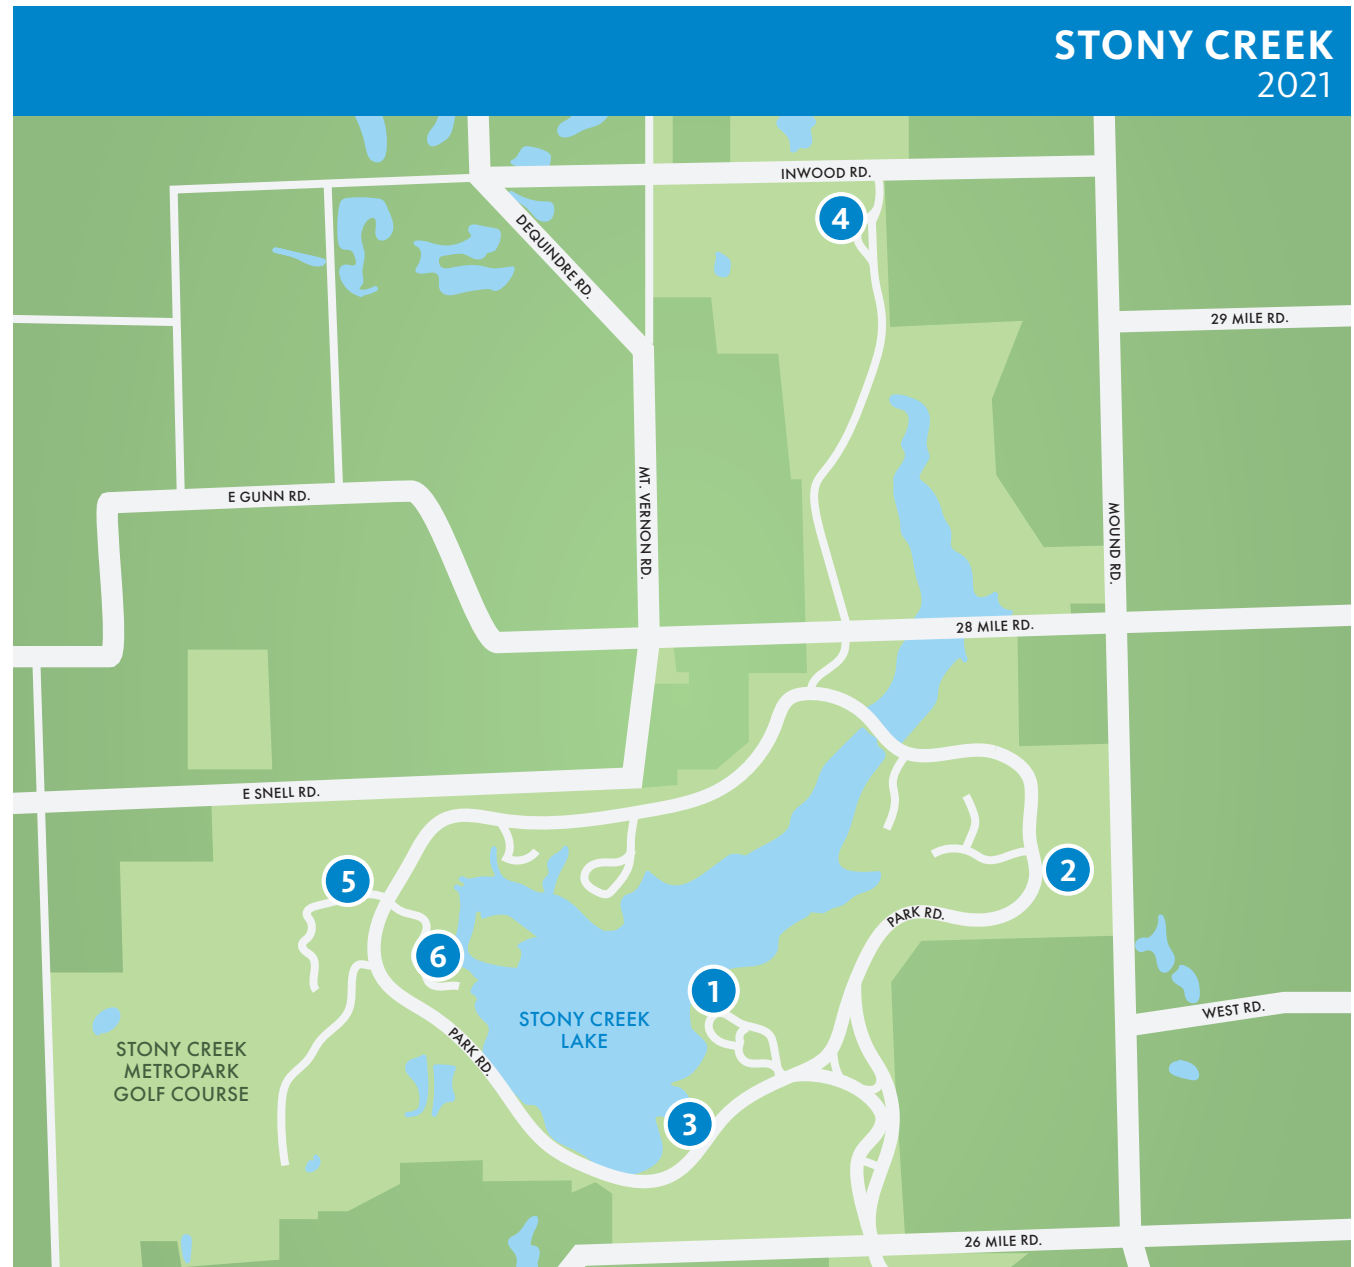 STONY CREEK
2021
INWOOD RD.
4
DEQUINDRE RD.
29 MILE RD.
E GUNN RD.
MT. VERNON RD.
MOUND RD.
28 MILE RD.
E SNELL RD.
5
2
PARK RD.
6
1
WEST RD.
STONY CREEK
LAKE
PARK RD.
STONY CREEK
METROPARK
GOLF COURSE
3
26 MILE RD.